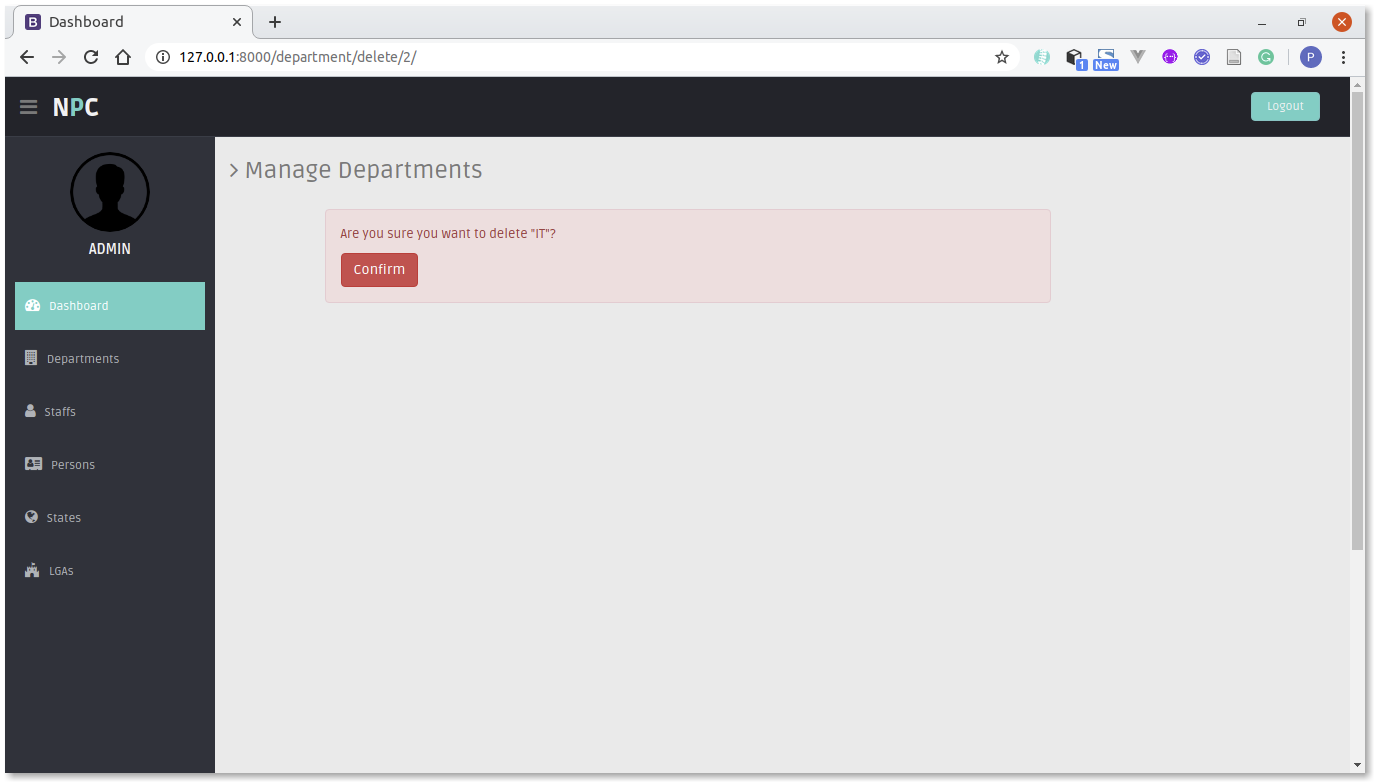 Dashboard
127.0.0.1:8000/department/delete/2/
1
New
P
NPC
Logout
ADMIN
Manage Departments
Are you sure you want to delete "IT"?
Confirm
Dashboard
Departments
Staffs
Persons
States
LGAs